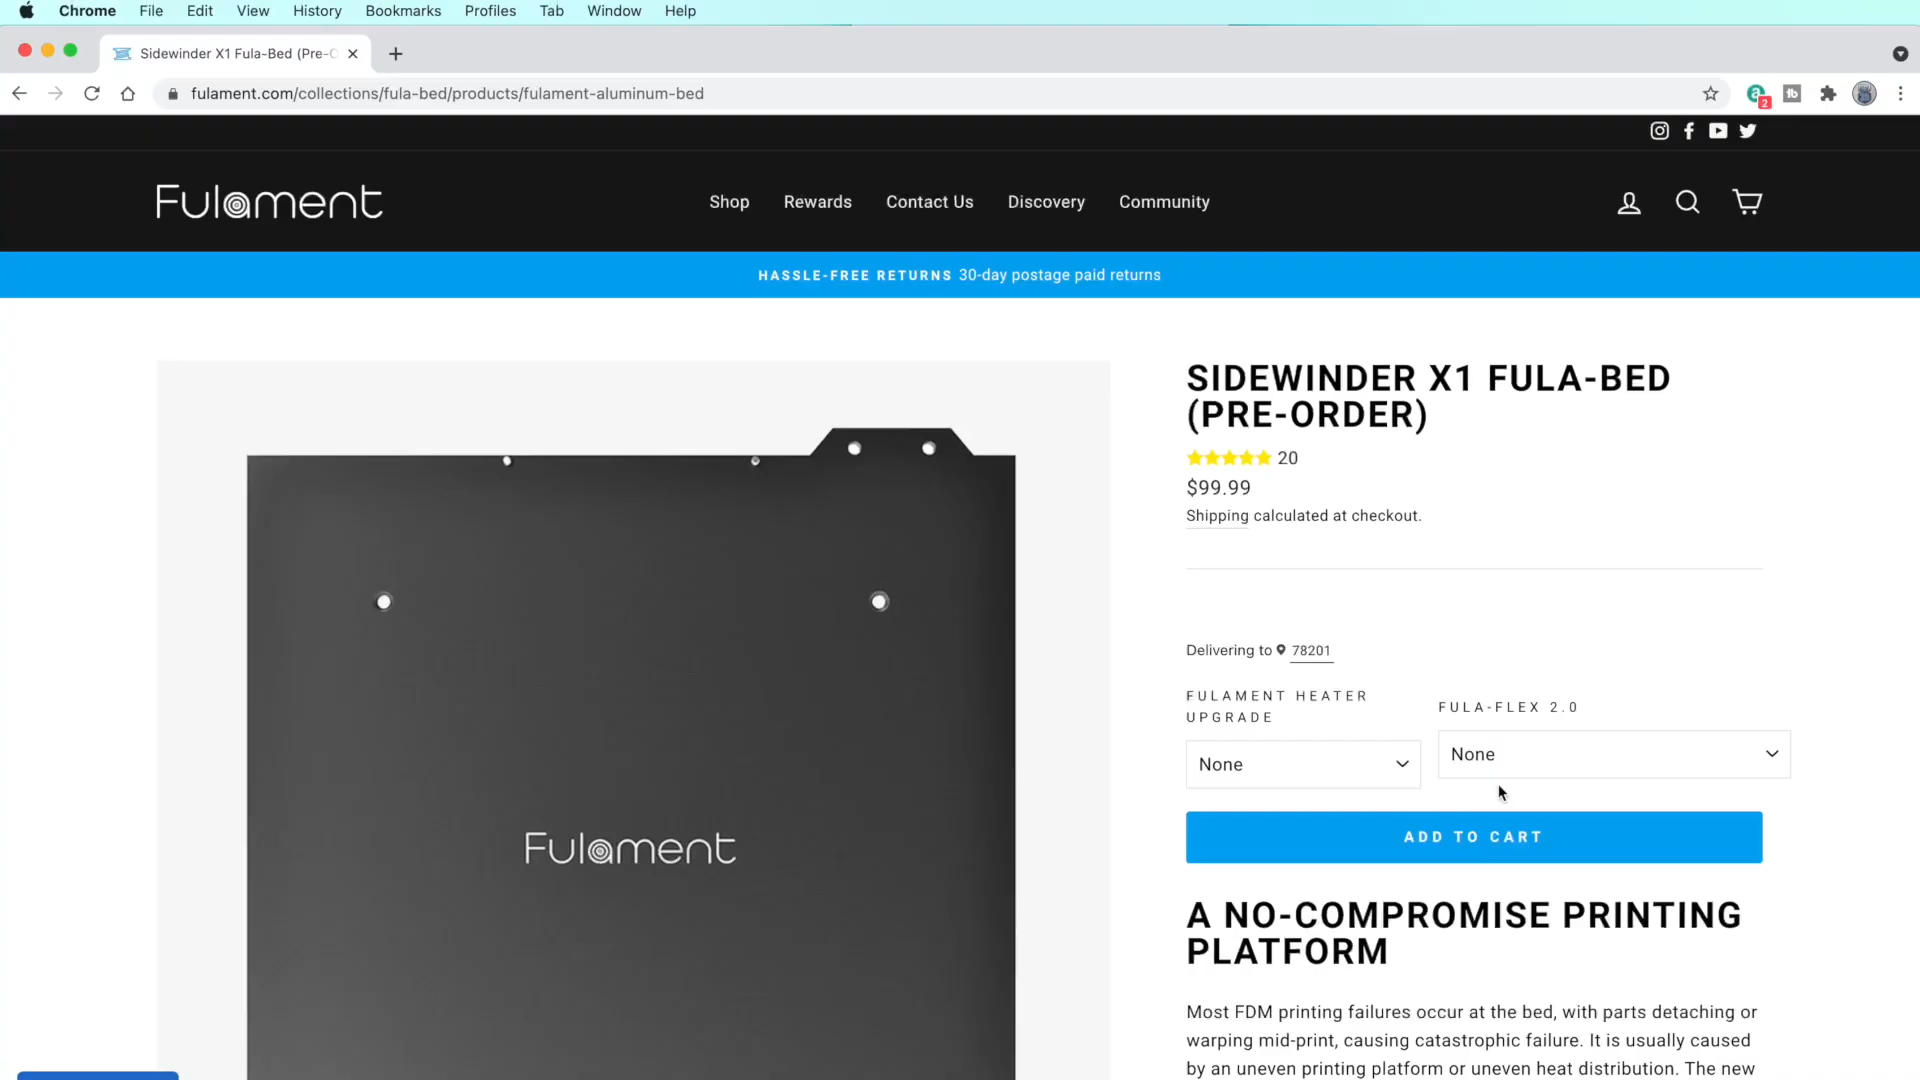 Chrome File Edit View History Bookmarks Profiles Tab Window Help
Sidewinder X1 Fula-Bed (Pre-O
fulament.com/collections/fula-bed/products/fulament-aluminum-bed
2
Fulament
Shop Rewards Contact Us Discovery Community
HASSLE-FREE RETURNS 30-day postage paid returns
SIDEWINDER X1 FULA-BED
(PRE-ORDER)
20
$99.99
Shipping calculated at checkout.
Delivering to 78201
FULAMENT HEATER
UPGRADE
None
FULA-FLEX 2.0
None
ADD TO CART
Fulament
A NO-COMPROMISE PRINTING
PLATFORM
Most FDM printing failures occur at the bed, with parts detaching or
warping mid-print, causing catastrophic failure. It is usually caused
by an uneven printing platform or uneven heat distribution. The new